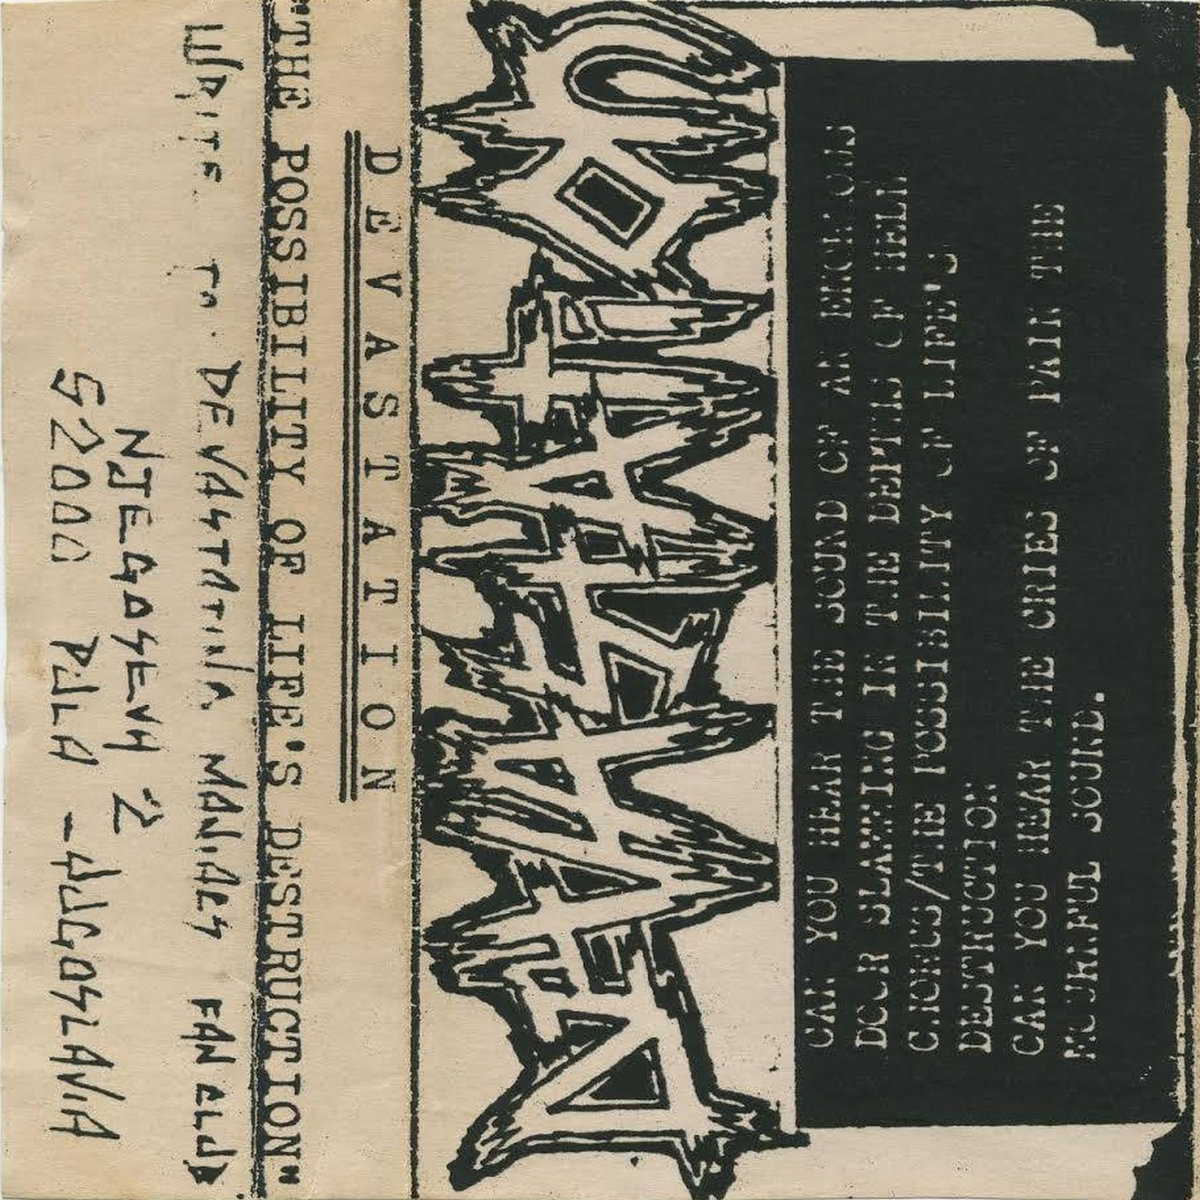 DEVASTATION
CAN YOU HEAR THE SOUND OF AN ENORMOUS
DOOR SLAMMING IN THE DEPTHS OF HELL
CHORUS/THE POSSIBILITY OF LIFE'S
DESTRUCTION
CAN YOU HEAR THE CRIES OF PAIN THE
MOURNFUL SOUND.
DEVASTATION
"THE POSSIBILITY OF LIFE'S DESTRUCTION"
WRITE TO: DEVASTATION MANIACS FAN CLUB
NJEGOSEVA 2
52000 PULA - JUGOSLAVIA